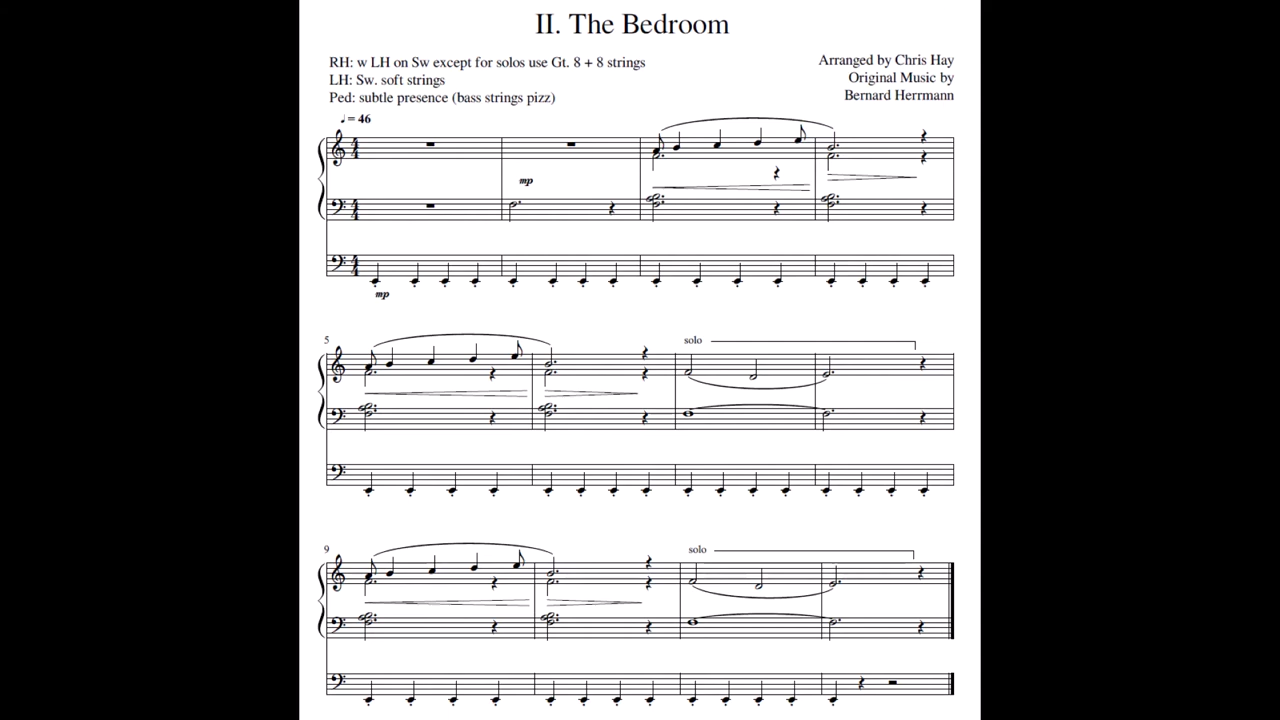 II. The Bedroom
RH: w LH on Sw except for solos use Gt. 8 + 8 strings
LH: Sw. soft strings
Ped: subtle presence (bass strings pizz)
Arranged by Chris Hay
Original Music by
Bernard Herrmann
♩ = 46
mp
mp
5
solo
9
solo